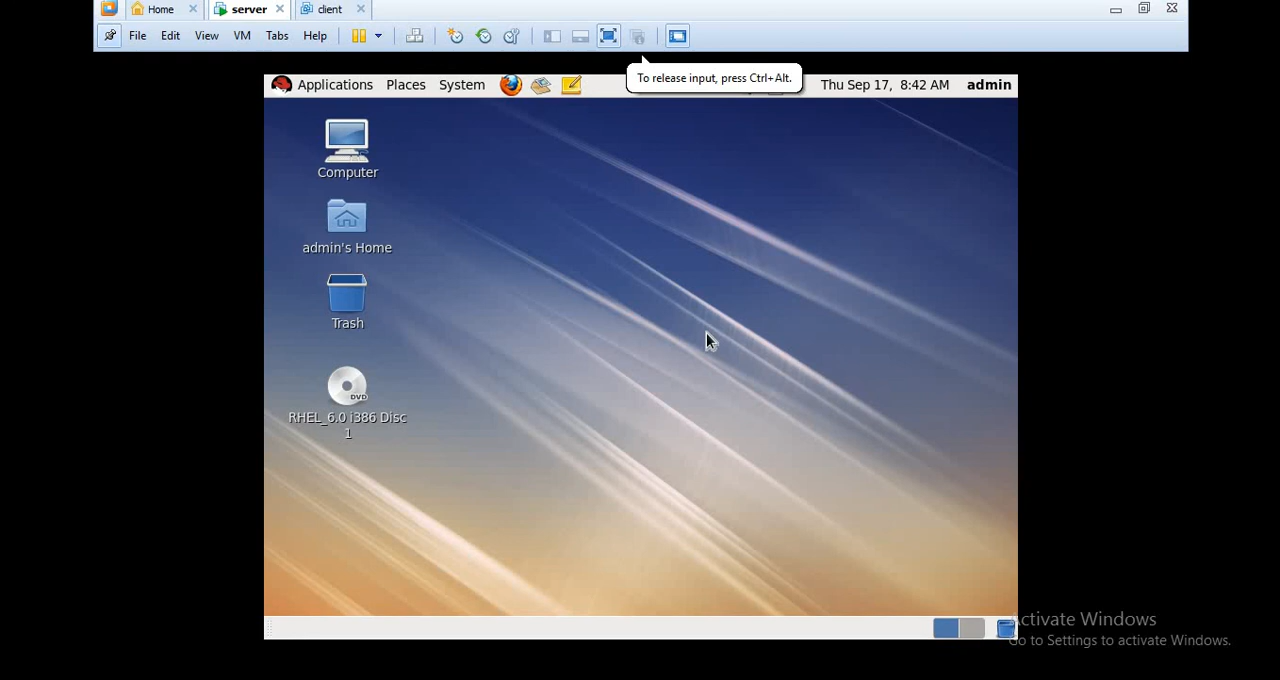 Home server client
File Edit View VM Tabs Help
To release input, press Ctrl+Alt.
Applications Places System Thu Sep 17, 8:42 AM admin
Computer
admin's Home
Trash
DVD
RHEL_6.0 i386 Disc
1
Activate Windows
Go to Settings to activate Windows.